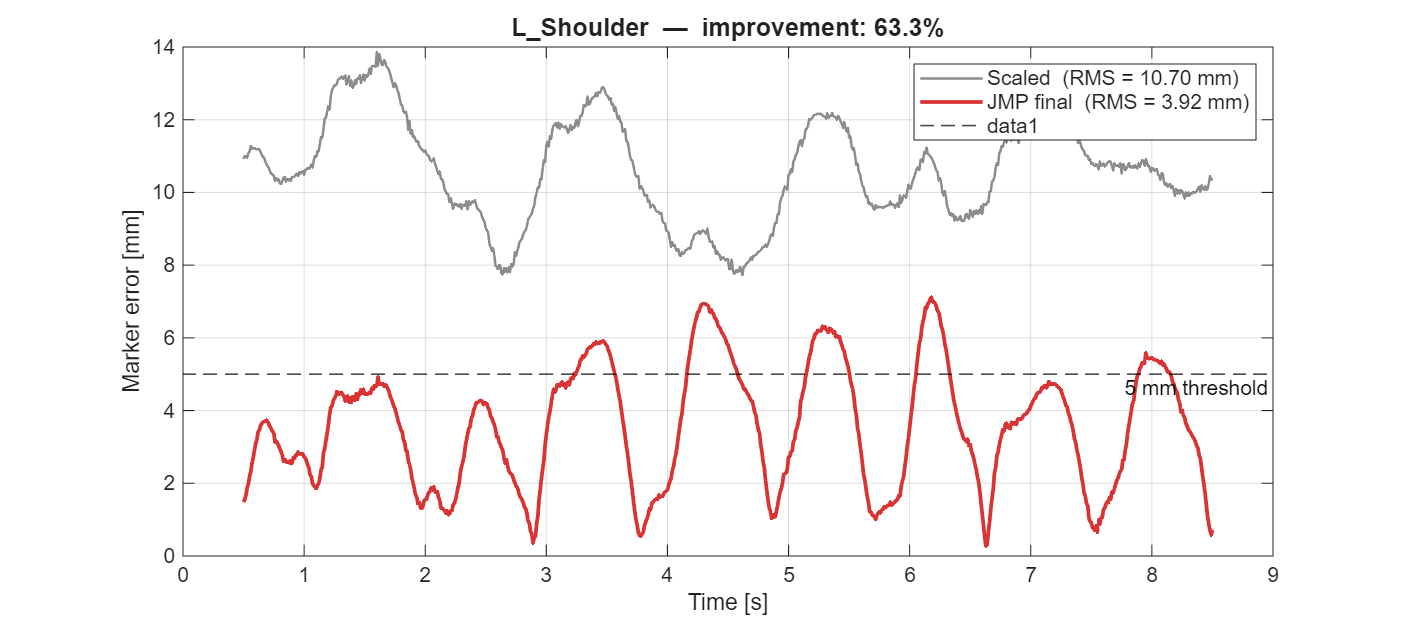 L_Shoulder — improvement: 63.3%
Scaled (RMS = 10.70 mm)
JMP final (RMS = 3.92 mm)
data1
14
12
10
8
6
4
2
0
Marker error [mm]
5 mm threshold
0 1 2 3 4 5 6 7 8 9
Time [s]